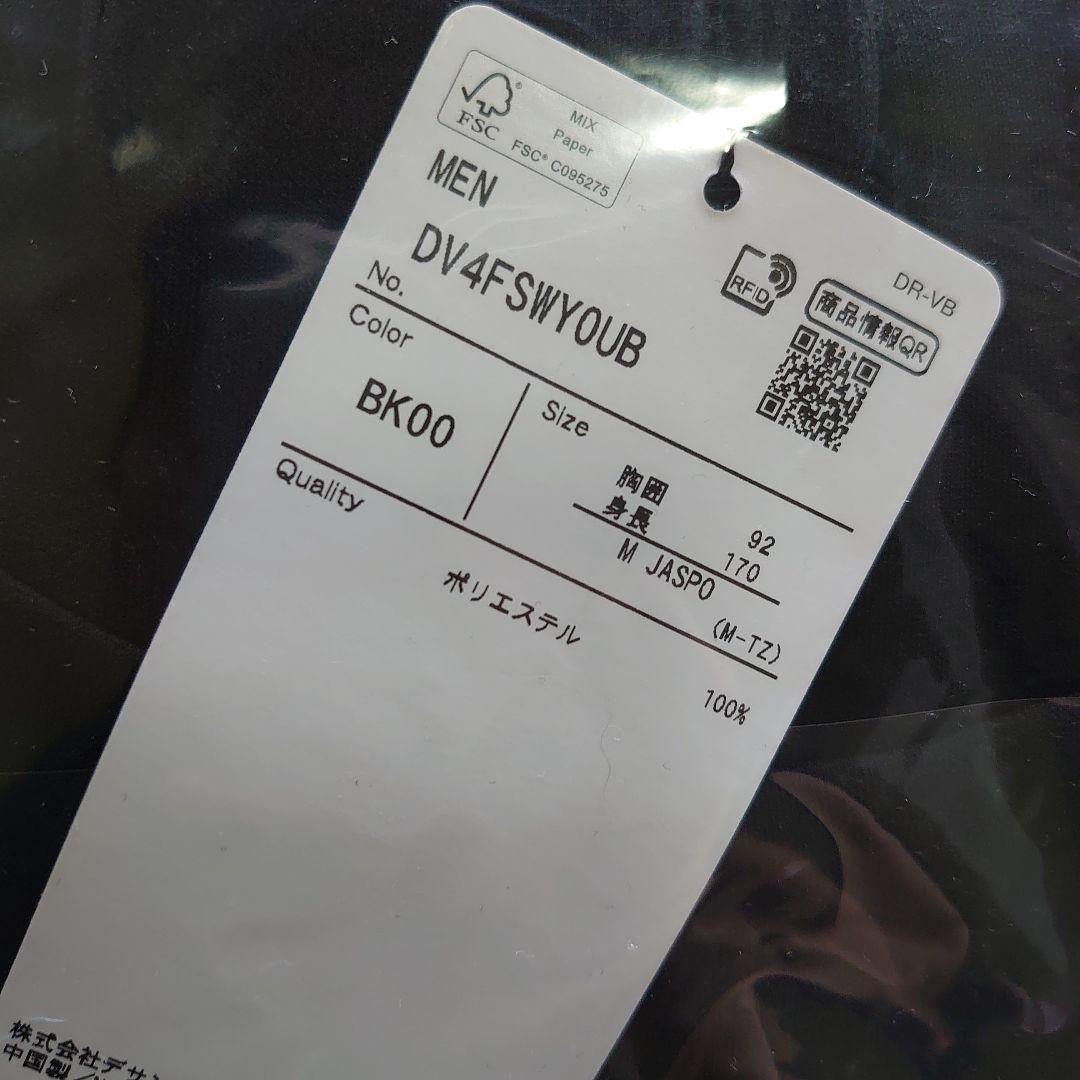 FSC®
MIX
Paper
FSC® C095275
MEN
DR-VB
RFID
商品情報QR
No. DV4FSWY0UB
Color
BK00
Size
胸囲 92
身長 170
M JASPO
(M-TZ)
Quality
ポリエステル 100%
株式会社デサ
中国製